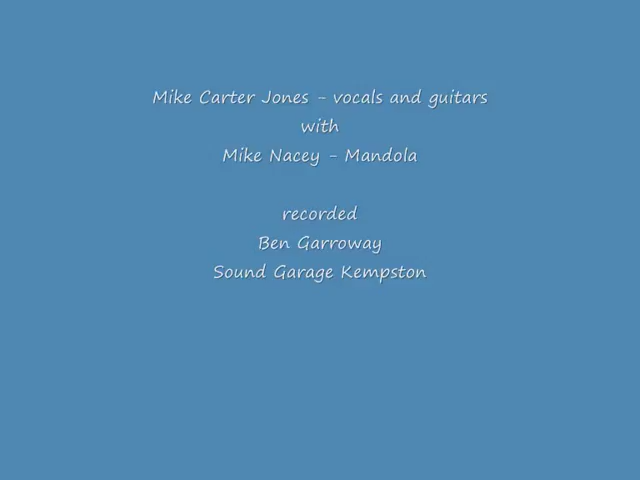 Mike Carter Jones - vocals and guitars
with
Mike Nacey - Mandola
recorded
Ben Garroway
Sound Garage Kempston